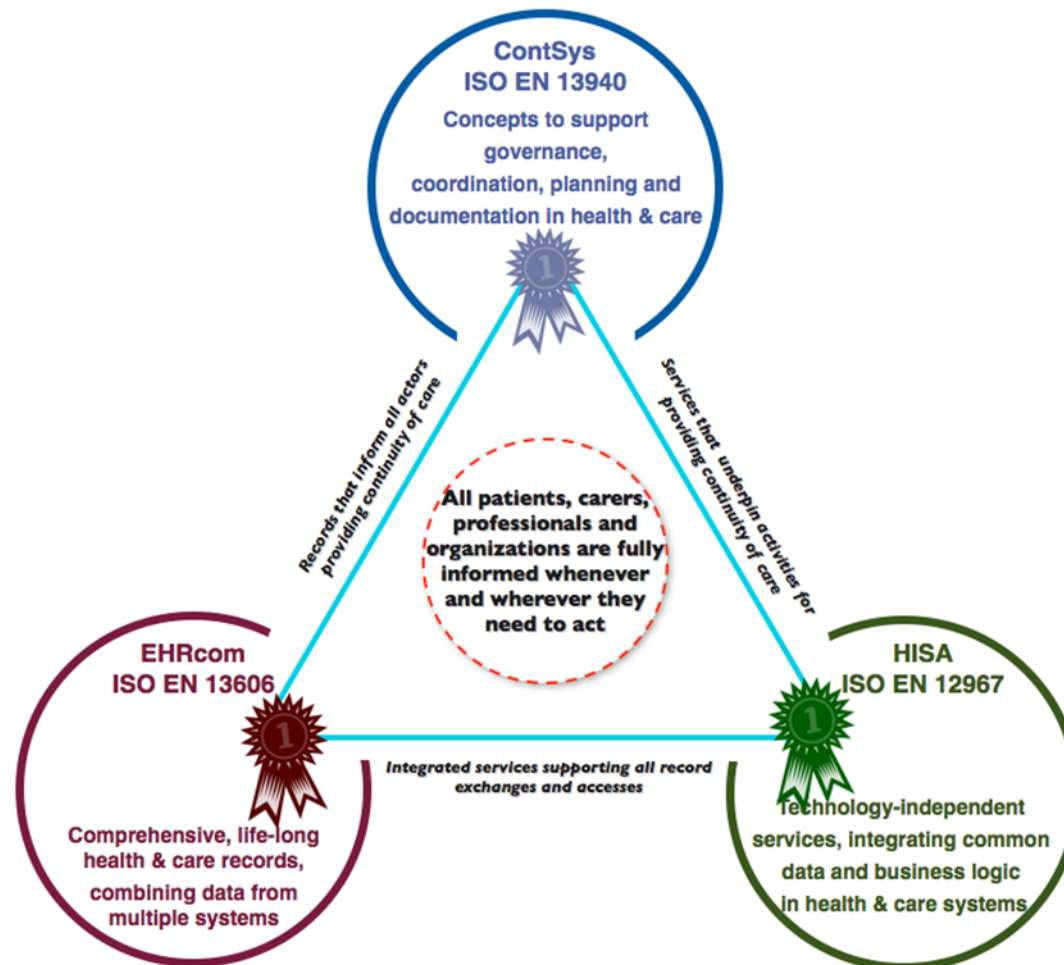 ContSys
ISO EN 13940
Concepts to support
governance,
coordination, planning and
documentation in health & care
1
Records that inform all actors
providing continuity of care
Services that underpin activities for
providing continuity of care
All patients, carers,
professionals and
organizations are fully
informed whenever
and wherever they
need to act
EHRcom
ISO EN 13606
1
HISA
ISO EN 12967
1
Integrated services supporting all record
exchanges and accesses
Comprehensive, life-long
health & care records,
combining data from
multiple systems
Technology-independent
services, integrating common
data and business logic
in health & care systems